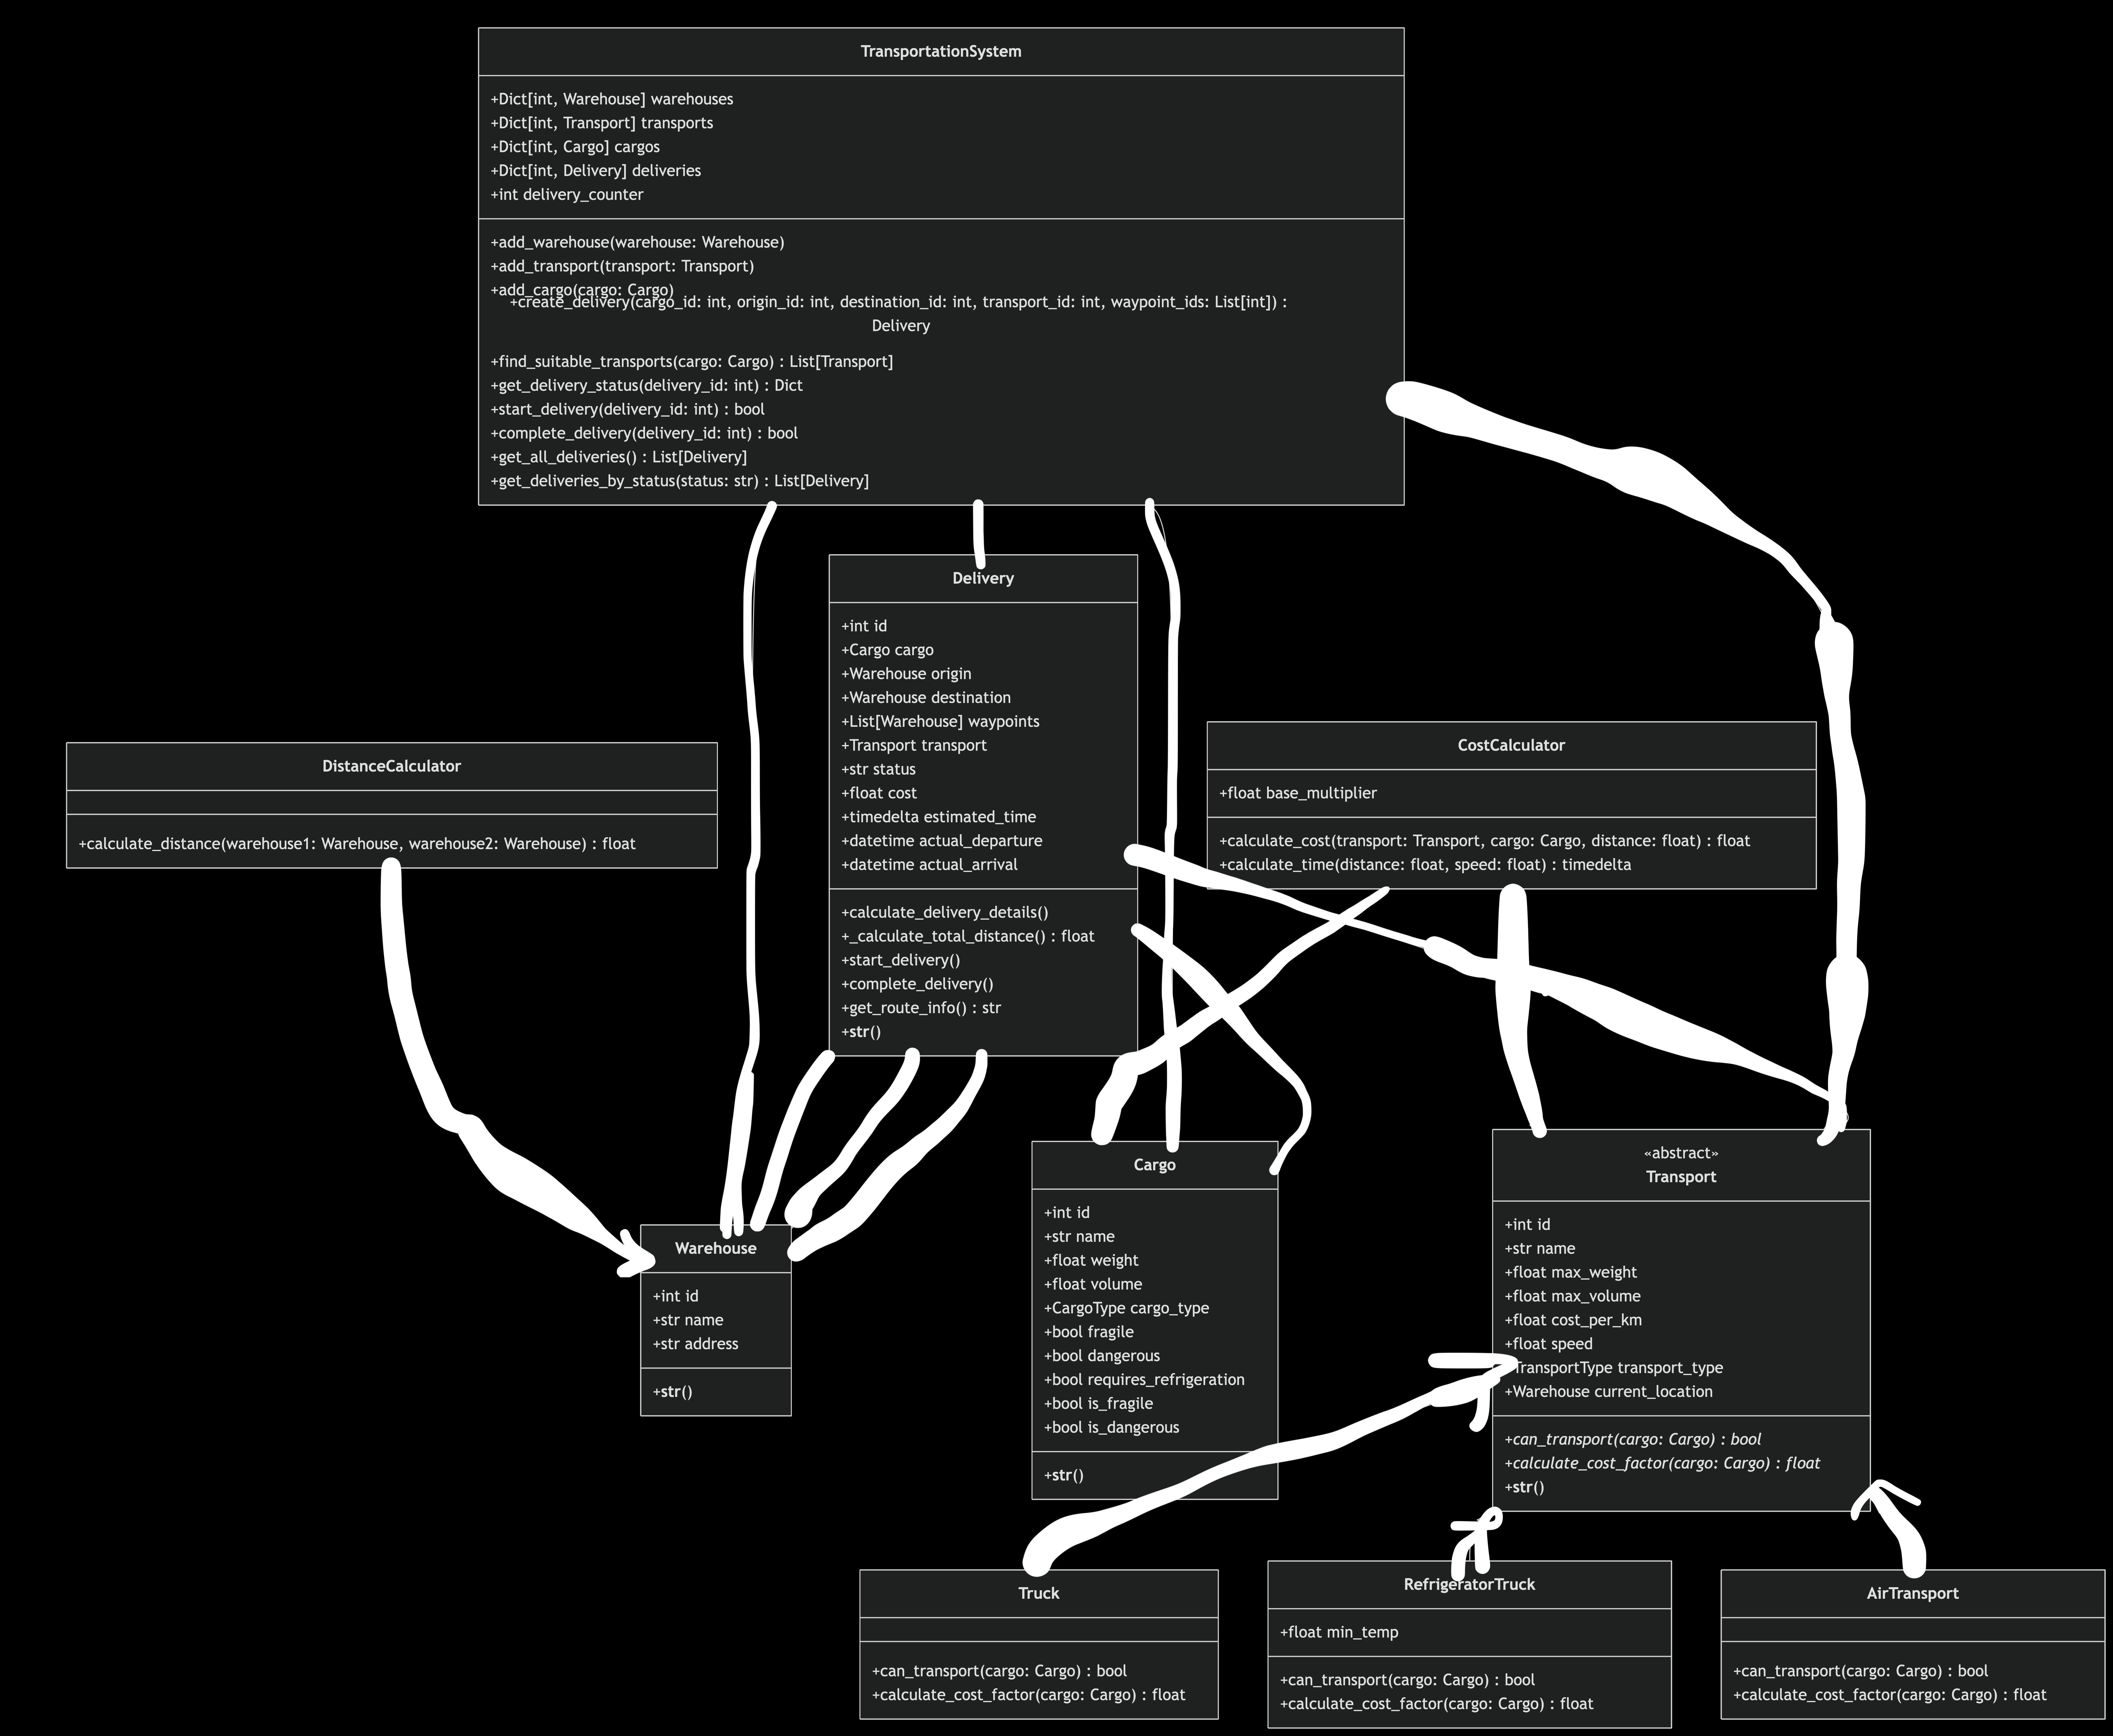 TransportationSystem
+Dict[int, Warehouse] warehouses
+Dict[int, Transport] transports
+Dict[int, Cargo] cargos
+Dict[int, Delivery] deliveries
+int delivery_counter
+add_warehouse(warehouse: Warehouse)
+add_transport(transport: Transport)
+add_cargo(cargo: Cargo)
+create_delivery(cargo_id: int, origin_id: int, destination_id: int, transport_id: int, waypoint_ids: List[int]) :
Delivery
+find_suitable_transports(cargo: Cargo) : List[Transport]
+get_delivery_status(delivery_id: int) : Dict
+start_delivery(delivery_id: int) : bool
+complete_delivery(delivery_id: int) : bool
+get_all_deliveries() : List[Delivery]
+get_deliveries_by_status(status: str) : List[Delivery]
Delivery
+int id
+Cargo cargo
+Warehouse origin
+Warehouse destination
+List[Warehouse] waypoints
+Transport transport
+str status
+float cost
+timedelta estimated_time
+datetime actual_departure
+datetime actual_arrival
+calculate_delivery_details()
+_calculate_total_distance() : float
+start_delivery()
+complete_delivery()
+get_route_info() : str
+str()
DistanceCalculator
+calculate_distance(warehouse1: Warehouse, warehouse2: Warehouse) : float
CostCalculator
+float base_multiplier
+calculate_cost(transport: Transport, cargo: Cargo, distance: float) : float
+calculate_time(distance: float, speed: float) : timedelta
Warehouse
+int id
+str name
+str address
+str()
Cargo
+int id
+str name
+float weight
+float volume
+CargoType cargo_type
+bool fragile
+bool dangerous
+bool requires_refrigeration
+bool is_fragile
+bool is_dangerous
+str()
«abstract»
Transport
+int id
+str name
+float max_weight
+float max_volume
+float cost_per_km
+float speed
TransportType transport_type
+Warehouse current_location
+can_transport(cargo: Cargo) : bool
+calculate_cost_factor(cargo: Cargo) : float
+str()
Truck
+can_transport(cargo: Cargo) : bool
+calculate_cost_factor(cargo: Cargo) : float
RefrigeratorTruck
+float min_temp
+can_transport(cargo: Cargo) : bool
+calculate_cost_factor(cargo: Cargo) : float
AirTransport
+can_transport(cargo: Cargo) : bool
+calculate_cost_factor(cargo: Cargo) : float